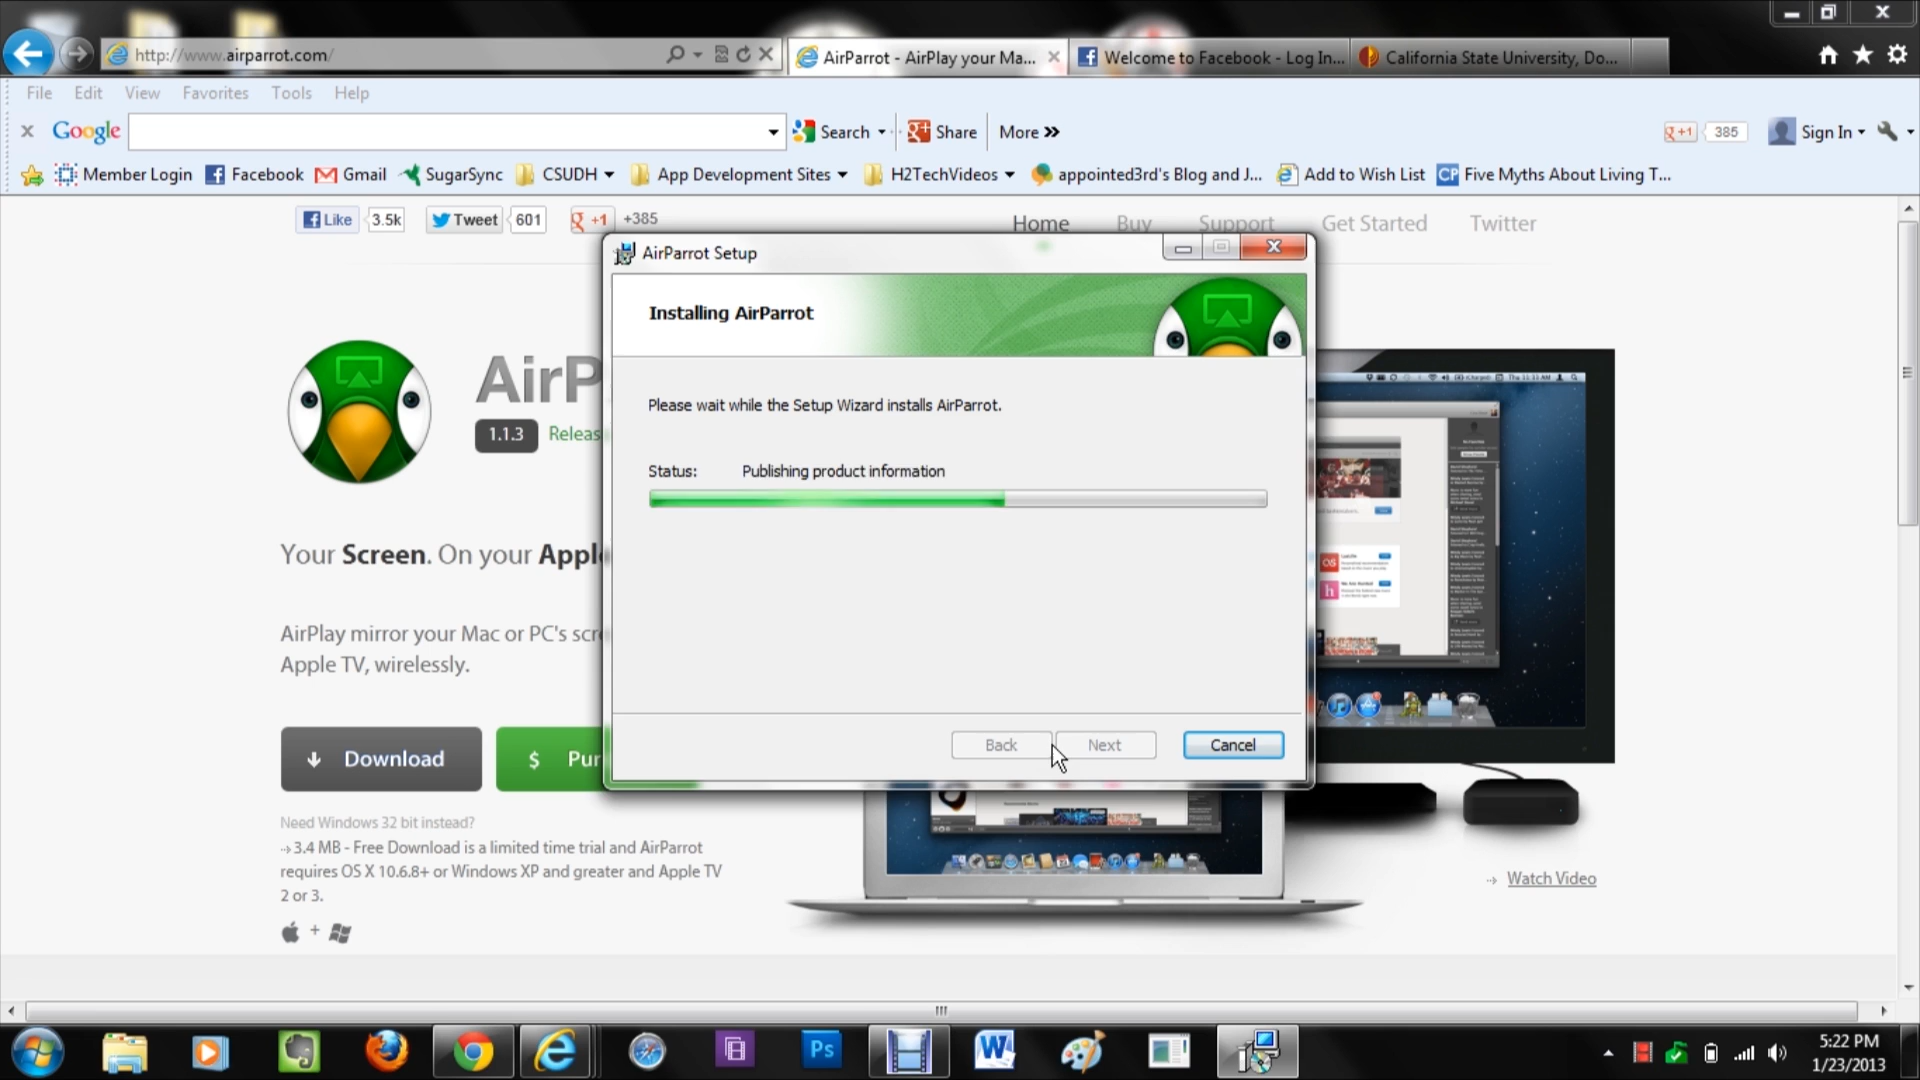 http://www.airparrot.com/
AirParrot - AirPlay your Ma...
Welcome to Facebook - Log In...
California State University, Do...
File Edit View Favorites Tools Help
Google
Search
Share
More
+1
385
Sign In
Member Login
Facebook
Gmail
SugarSync
CSUDH
App Development Sites
H2TechVideos
appointed3rd's Blog and J...
Add to Wish List
CP
Five Myths About Living T...
Like
3.5k
Tweet
601
+1
+385
Home
Buy
Support
Get Started
Twitter
AirParrot Setup
Installing AirParrot
Please wait while the Setup Wizard installs AirParrot.
Status: Publishing product information
Back
Next
Cancel
AirP
1.1.3
Releas
Your Screen. On your Apple
AirPlay mirror your Mac or PC's scre
Apple TV, wirelessly.
Download
$ Pur
Need Windows 32 bit instead?
3.4 MB - Free Download is a limited time trial and AirParrot
requires OS X 10.6.8+ or Windows XP and greater and Apple TV
2 or 3.
+
Watch Video
Ps
W
5:22 PM
1/23/2013